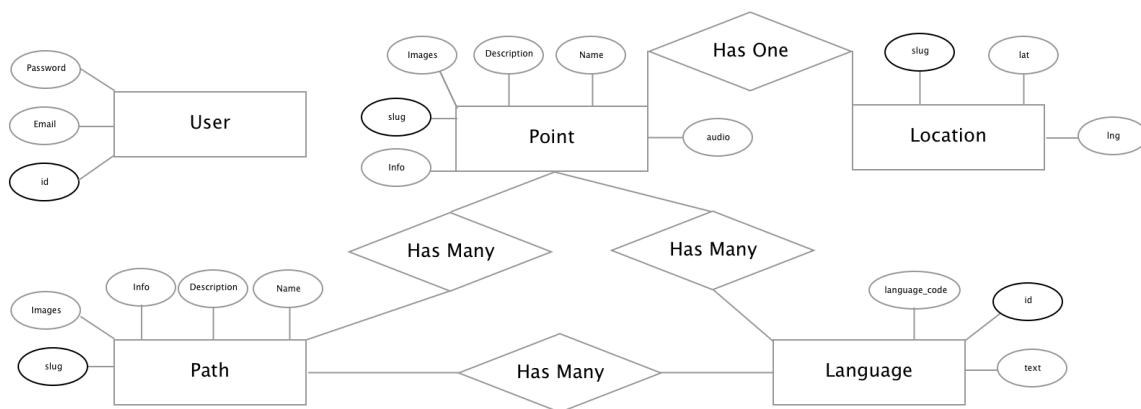 Has One
Images
Description
Name
slug
lat
Password
Email
User
slug
Point
audio
Location
lng
Info
id
Has Many
Has Many
Info
Description
Name
language_code
id
Images
slug
Path
Has Many
Language
text